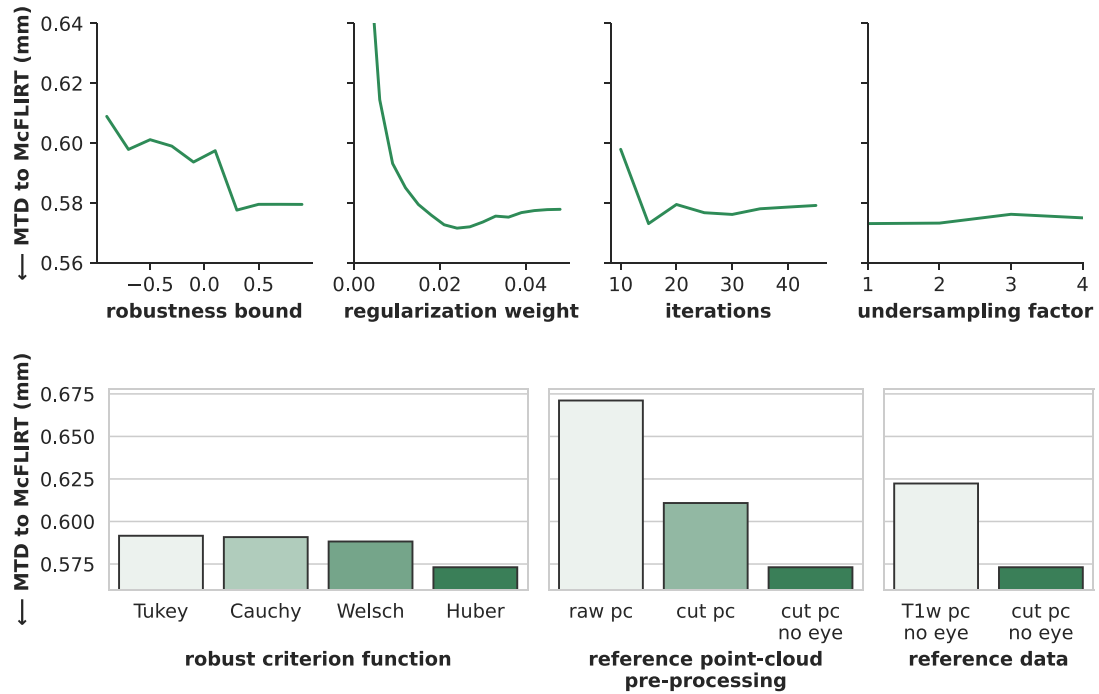 ← MTD to McFLIRT (mm)
0.64
0.62
0.60
0.58
0.56
−0.5 0.0 0.5
robustness bound
0.00 0.02 0.04
regularization weight
10 20 30 40
iterations
1 2 3 4
undersampling factor
← MTD to McFLIRT (mm)
0.675
0.650
0.625
0.600
0.575
Tukey Cauchy Welsch Huber
robust criterion function
raw pc cut pc cut pc
no eye
reference point-cloud
pre-processing
T1w pc cut pc
no eye no eye
reference data